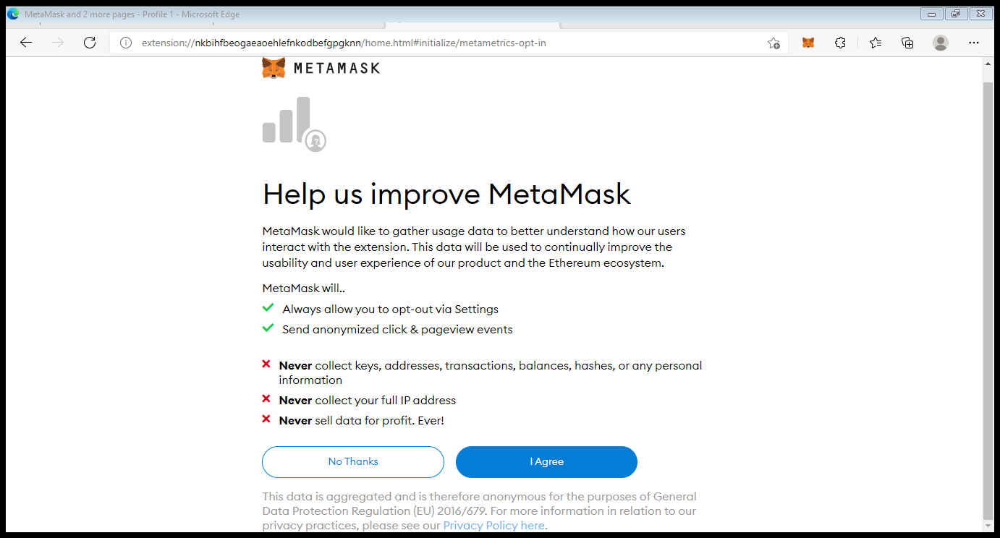 MetaMask and 2 more pages - Profile 1 - Microsoft Edge
extension://nkbihfbeogaeaoehlefnkodbefgpgknn/home.html#initialize/metametrics-opt-in
METAMASK
?
Help us improve MetaMask
MetaMask would like to gather usage data to better understand how our users
interact with the extension. This data will be used to continually improve the
usability and user experience of our product and the Ethereum ecosystem.
MetaMask will..
Always allow you to opt-out via Settings
Send anonymized click & pageview events
Never collect keys, addresses, transactions, balances, hashes, or any personal
information
Never collect your full IP address
Never sell data for profit. Ever!
No Thanks
I Agree
This data is aggregated and is therefore anonymous for the purposes of General
Data Protection Regulation (EU) 2016/679. For more information in relation to our
privacy practices, please see our Privacy Policy here.